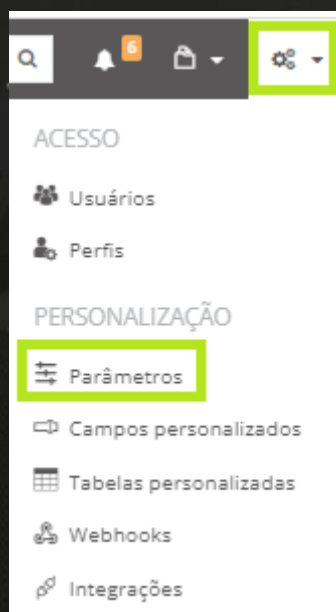 6
ACESSO
Usuários
Perfis
PERSONALIZAÇÃO
Parâmetros
Campos personalizados
Tabelas personalizadas
Webhooks
Integrações